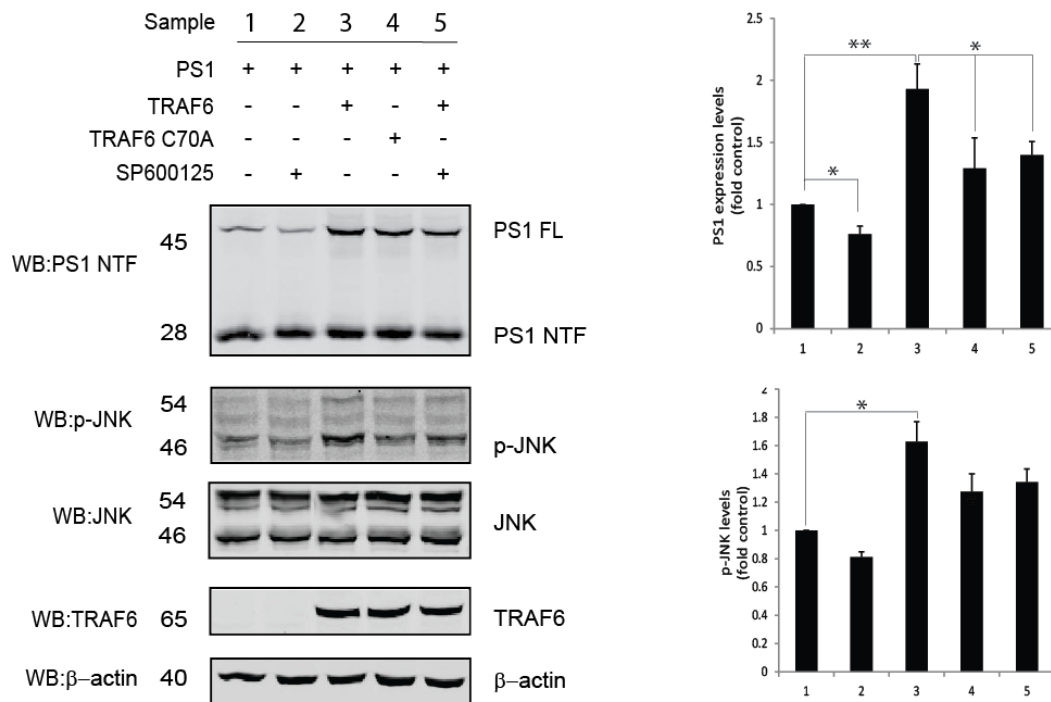 Sample 1 2 3 4 5
PS1 + + + + +
TRAF6 - - + - +
TRAF6 C70A - - - + -
SP600125 - + - - +
WB:PS1 NTF
45
28
PS1 FL
PS1 NTF
WB:p-JNK
54
46
p-JNK
WB:JNK
54
46
JNK
WB:TRAF6 65 TRAF6
WB:β–actin 40 β–actin
PS1 expression levels
(fold control)
2.5
2
1.5
1
0.5
0
** *
*
1 2 3 4 5
p-JNK levels
(fold control)
2
1.8
1.6
1.4
1.2
1
0.8
0.6
0.4
0.2
0
*
1 2 3 4 5